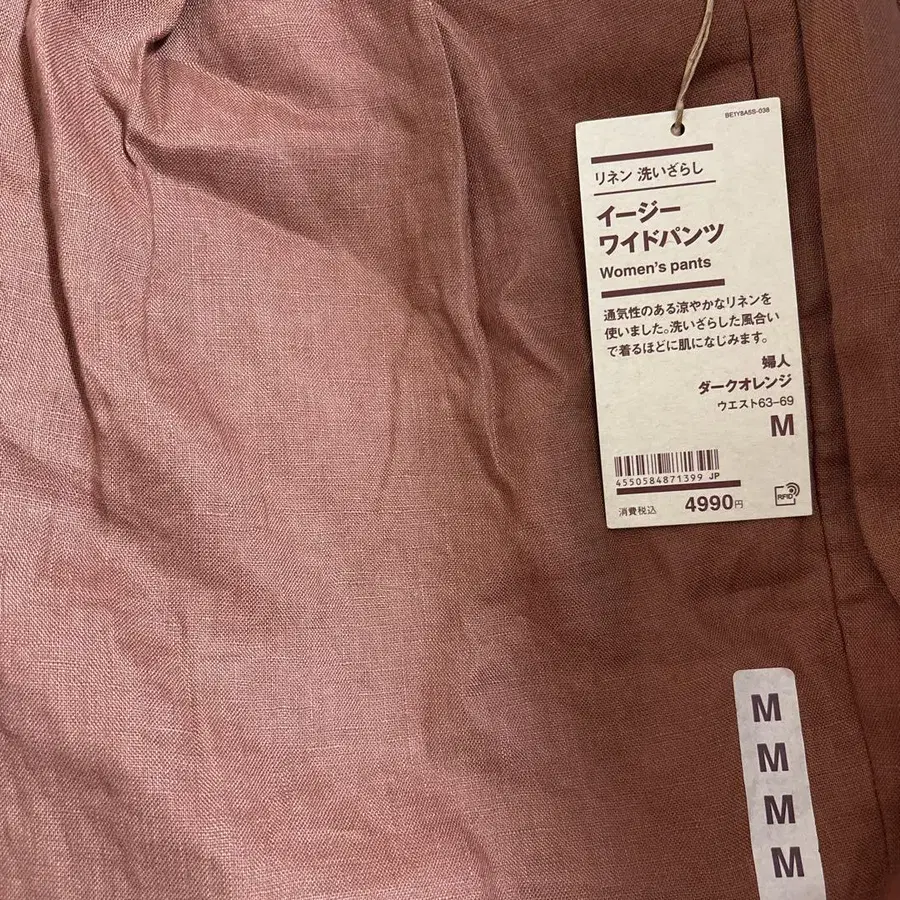 BE1Y8A5S-038
リネン 洗いざらし
イージー
ワイドパンツ
Women's pants
通気性のある涼やかなリネンを
使いました。洗いざらした風合い
で着るほどに肌になじみます。
婦人
ダークオレンジ
ウエスト63–69
M
4550584871399 JP
消費税込 4990円
RFID
M
M
M
M